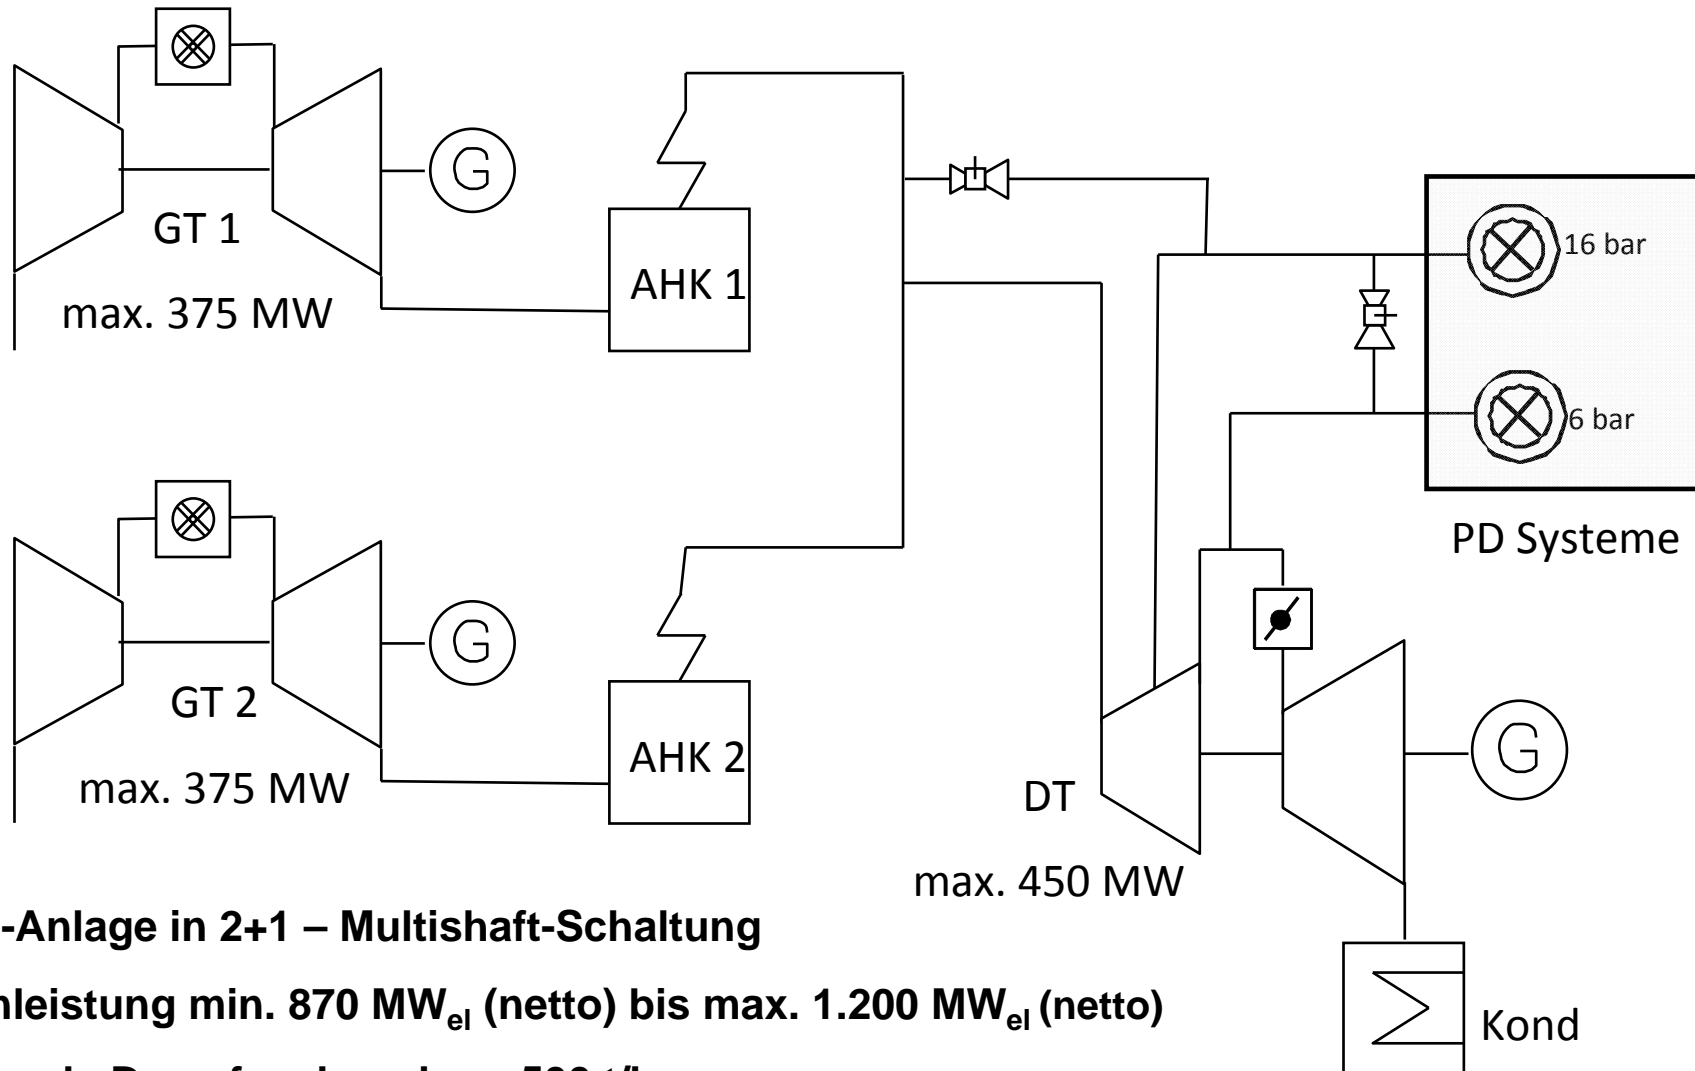 G
GT 1
max. 375 MW
AHK 1
16 bar
6 bar
PD Systeme
G
GT 2
max. 375 MW
AHK 2
DT
max. 450 MW
G
Kond
-Anlage in 2+1 – Multishaft-Schaltung
nleistung min. 870 MWel (netto) bis max. 1.200 MWel (netto)